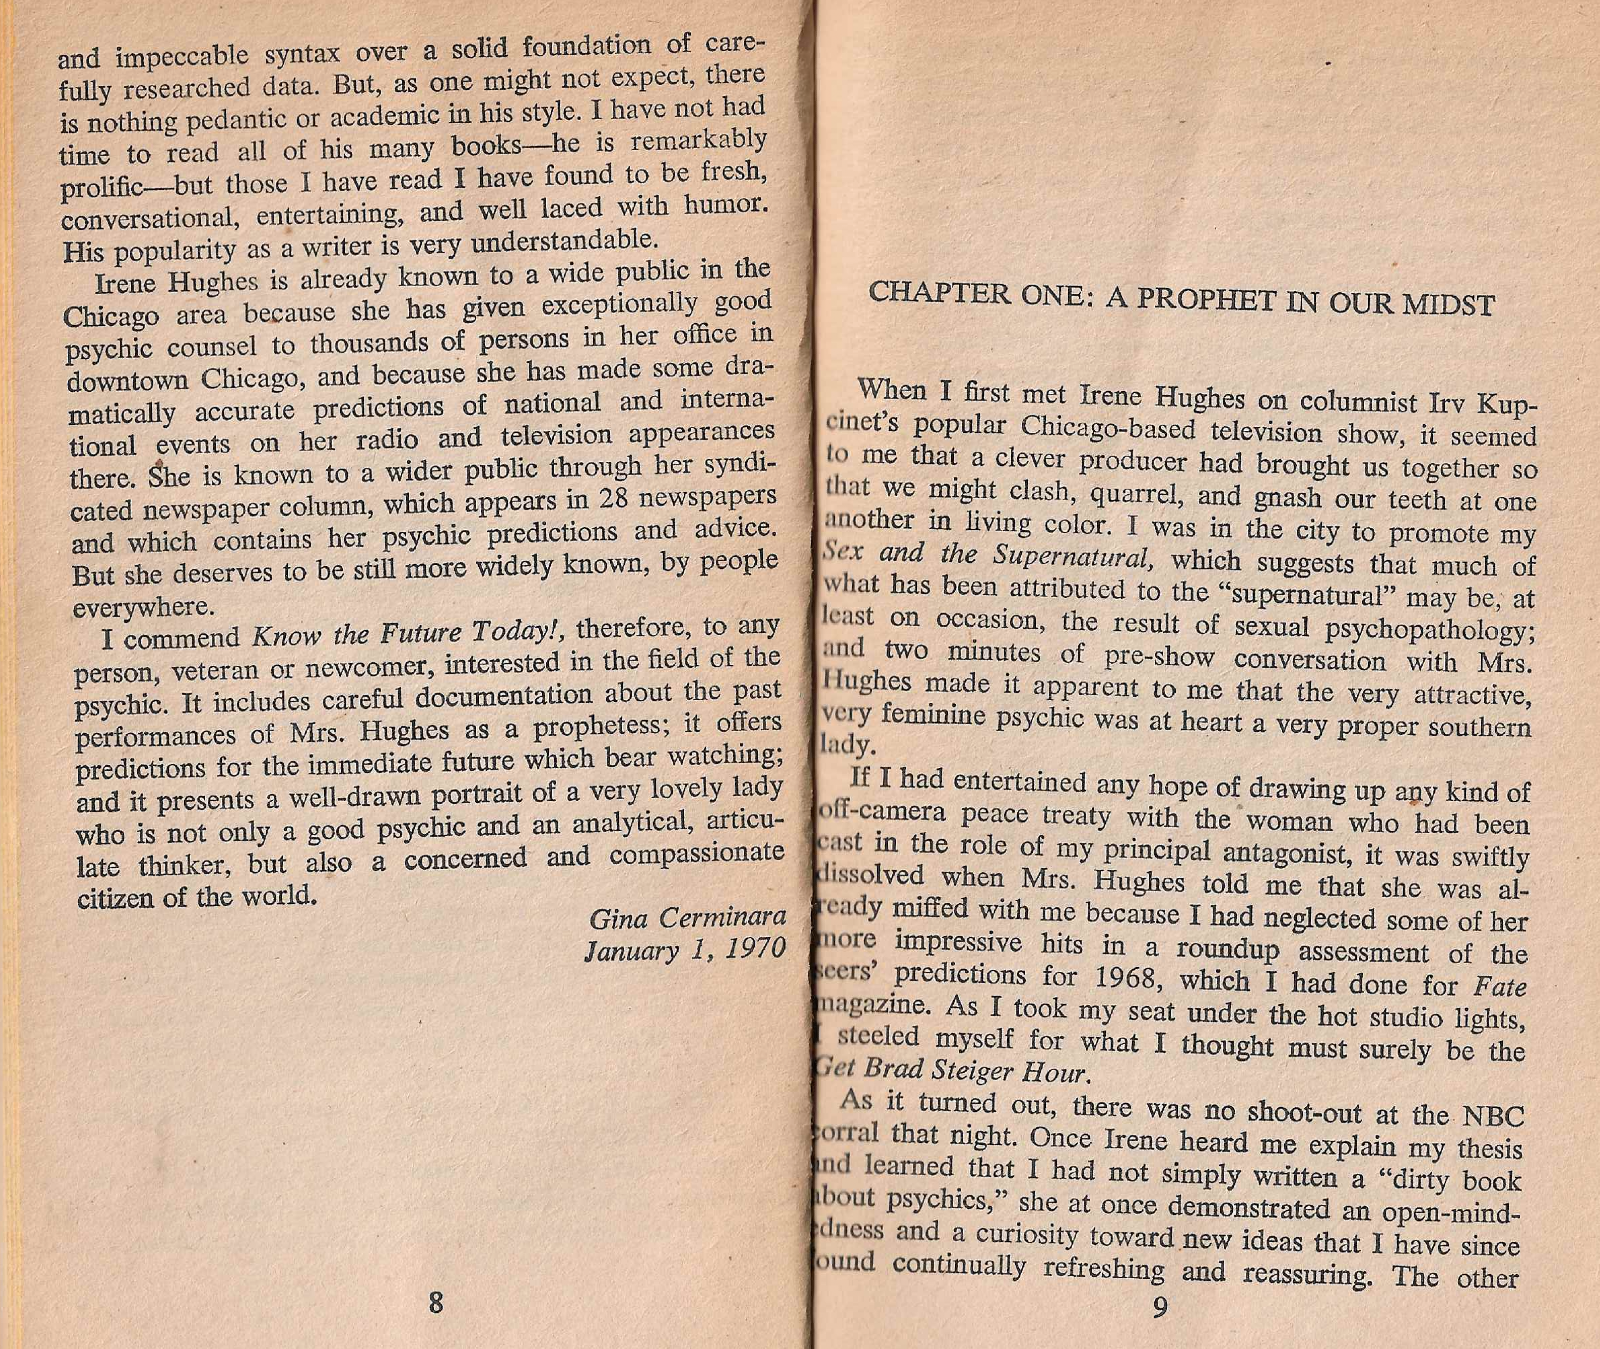 and impeccable syntax over a solid foundation of care-
fully researched data. But, as one might not expect, there
is nothing pedantic or academic in his style. I have not had
time to read all of his many books—he is remarkably
prolific—but those I have read I have found to be fresh,
conversational, entertaining, and well laced with humor.
His popularity as a writer is very understandable.
Irene Hughes is already known to a wide public in the
Chicago area because she has given exceptionally good
psychic counsel to thousands of persons in her office in
downtown Chicago, and because she has made some dra-
matically accurate predictions of national and interna-
tional events on her radio and television appearances
there. She is known to a wider public through her syndi-
cated newspaper column, which appears in 28 newspapers
and which contains her psychic predictions and advice.
But she deserves to be still more widely known, by people
everywhere.
I commend Know the Future Today!, therefore, to any
person, veteran or newcomer, interested in the field of the
psychic. It includes careful documentation about the past
performances of Mrs. Hughes as a prophetess; it offers
predictions for the immediate future which bear watching;
and it presents a well-drawn portrait of a very lovely lady
who is not only a good psychic and an analytical, articu-
late thinker, but also a concerned and compassionate
citizen of the world.
Gina Cerminara
January 1, 1970
8
CHAPTER ONE: A PROPHET IN OUR MIDST
When I first met Irene Hughes on columnist Irv Kup-
cinet's popular Chicago-based television show, it seemed
to me that a clever producer had brought us together so
that we might clash, quarrel, and gnash our teeth at one
another in living color. I was in the city to promote my
Sex and the Supernatural, which suggests that much of
what has been attributed to the "supernatural" may be, at
least on occasion, the result of sexual psychopathology;
and two minutes of pre-show conversation with Mrs.
Hughes made it apparent to me that the very attractive,
very feminine psychic was at heart a very proper southern
lady.
If I had entertained any hope of drawing up any kind of
off-camera peace treaty with the woman who had been
cast in the role of my principal antagonist, it was swiftly
dissolved when Mrs. Hughes told me that she was al-
ready miffed with me because I had neglected some of her
more impressive hits in a roundup assessment of the
seers' predictions for 1968, which I had done for Fate
magazine. As I took my seat under the hot studio lights,
I steeled myself for what I thought must surely be the
Get Brad Steiger Hour.
As it turned out, there was no shoot-out at the NBC
corral that night. Once Irene heard me explain my thesis
and learned that I had not simply written a "dirty book
about psychics," she at once demonstrated an open-mind-
edness and a curiosity toward new ideas that I have since
found continually refreshing and reassuring. The other
9